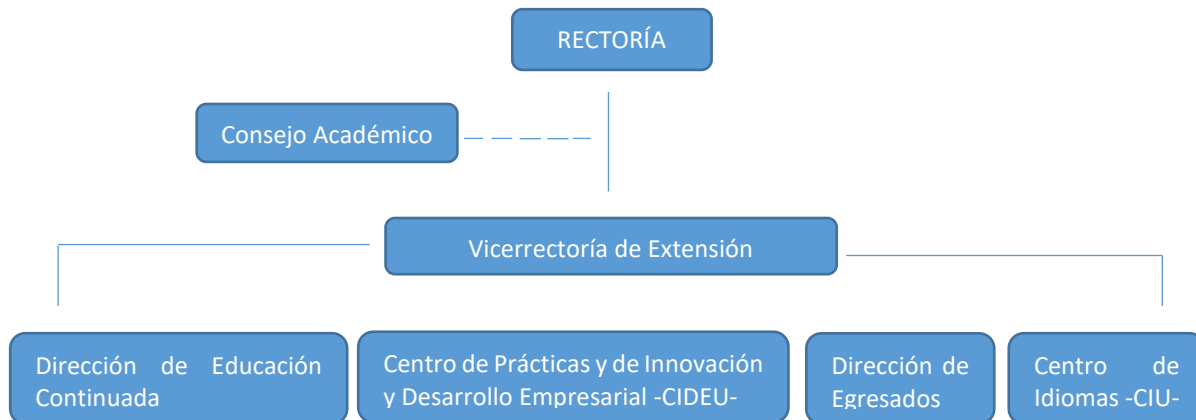 RECTORÍA
Consejo Académico
Vicerrectoría de Extensión
Dirección de Educación
Continuada
Centro de Prácticas y de Innovación
y Desarrollo Empresarial -CIDEU-
Dirección de
Egresados
Centro de
Idiomas -CIU-